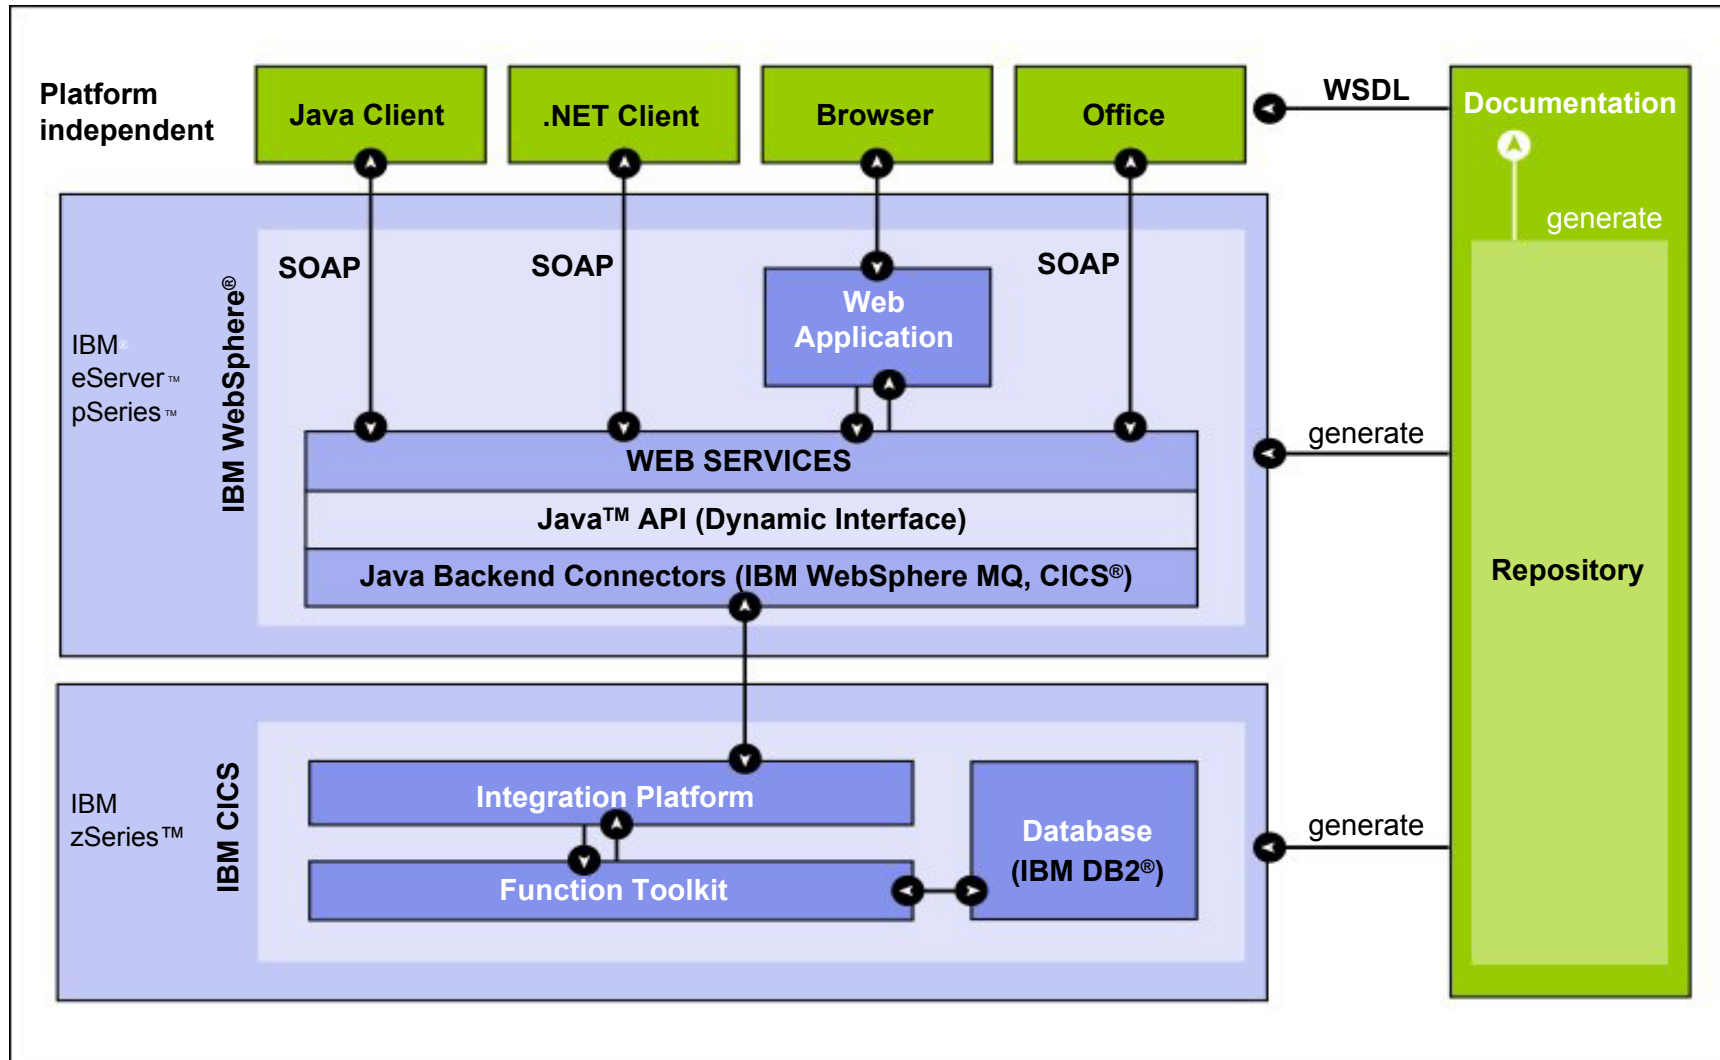 Platform
independent
Java Client
.NET Client
Browser
Office
WSDL
Documentation
generate
SOAP
SOAP
SOAP
Web
Application
IBM®
eServer™
pSeries™
IBM WebSphere®
WEB SERVICES
Java™ API (Dynamic Interface)
Java Backend Connectors (IBM WebSphere MQ, CICS®)
generate
Repository
IBM
zSeries™
IBM CICS
Integration Platform
Function Toolkit
Database
(IBM DB2®)
generate